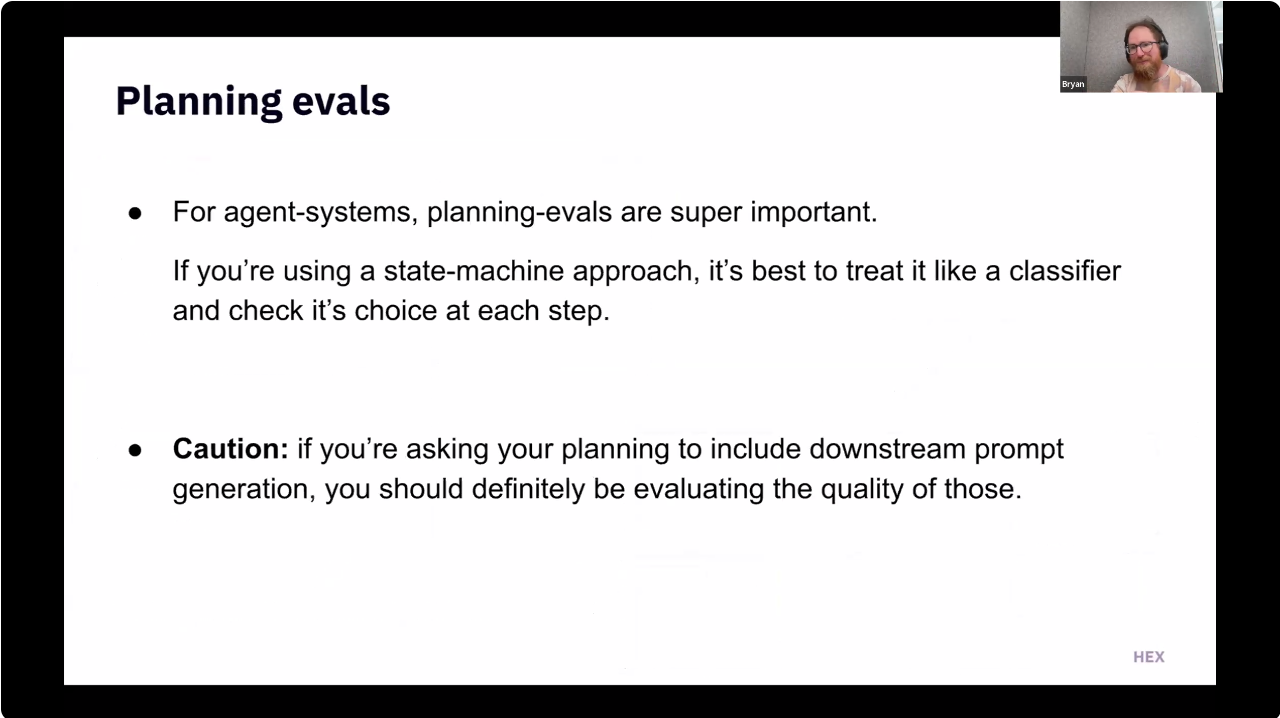 Bryan
Planning evals
● For agent-systems, planning-evals are super important.
If you’re using a state-machine approach, it’s best to treat it like a classifier
and check it’s choice at each step.
● Caution: if you’re asking your planning to include downstream prompt
generation, you should definitely be evaluating the quality of those.
HEX